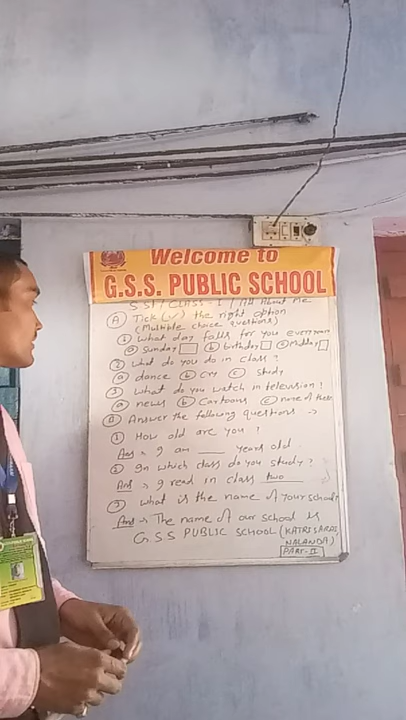 Welcome to
G.S.S. PUBLIC SCHOOL
SST / CLASS - I / All About Me
(A) Tick (✓) the right option
(Multiple choice questions)
(1) what day falls for you everyyear
(a) Sunday (b) birthday (c) Holiday
(2) what do you do in class?
(a) dance (b) cry (c) study
(3) what do you watch in television?
(a) news (b) Cartoons (c) none of these
(B) Answer the following questions ->
(1) How old are you?
Ans -> I am ___ years old.
(2) In which class do you study?
Ans -> I read in class two
(3) what is the name of your school?
Ans -> The name of our school is
G.S.S PUBLIC SCHOOL (KATRISARAI,
NALANDA)
PART-II